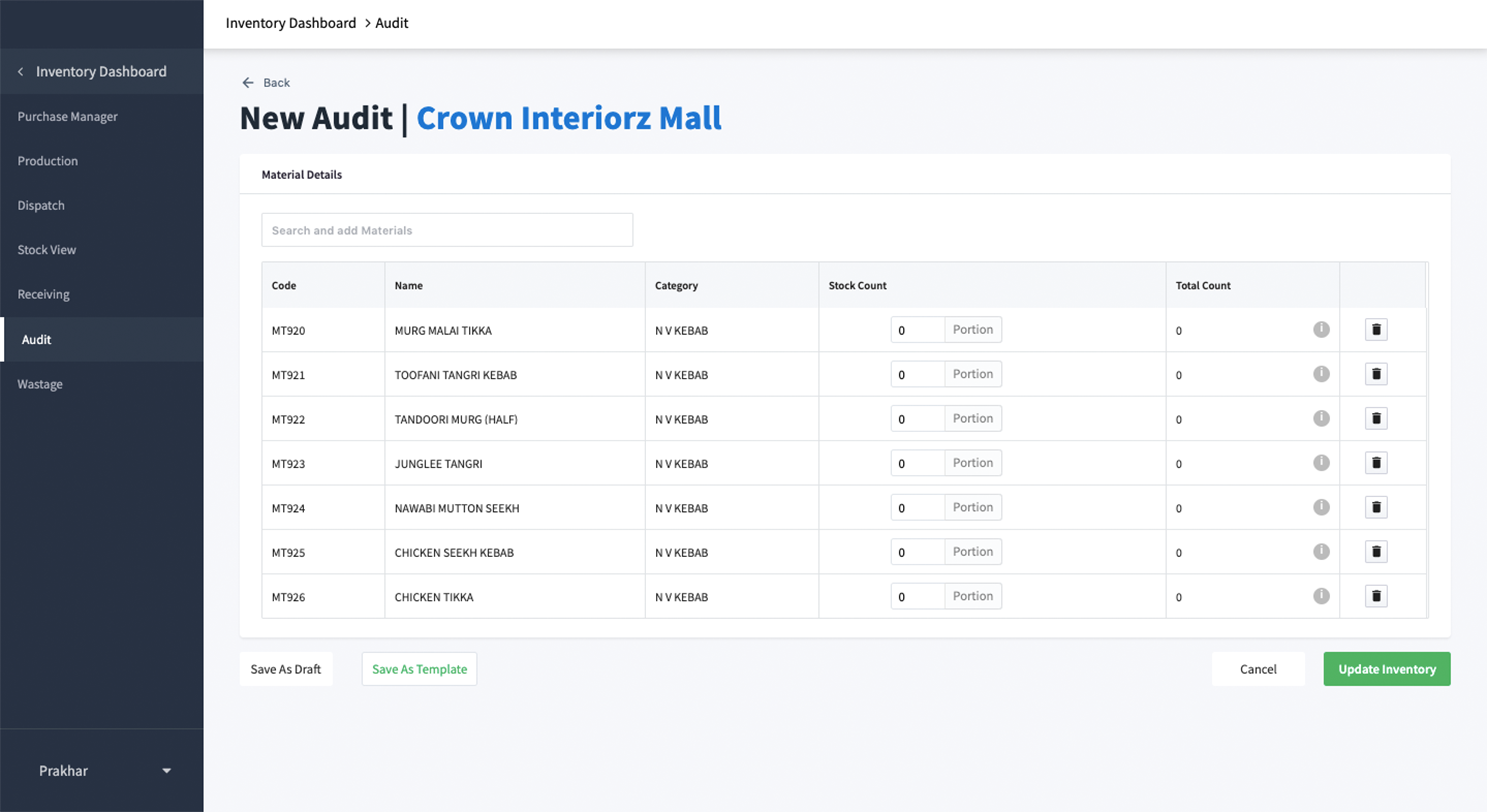 Inventory Dashboard > Audit
Inventory Dashboard
Purchase Manager
Production
Dispatch
Stock View
Receiving
Audit
Wastage
Prakhar
Back
New Audit | Crown Interiorz Mall
Material Details
Search and add Materials
Code Name Category Stock Count Total Count
MT920 MURG MALAI TIKKA N V KEBAB 0 Portion 0
MT921 TOOFANI TANGRI KEBAB N V KEBAB 0 Portion 0
MT922 TANDOORI MURG (HALF) N V KEBAB 0 Portion 0
MT923 JUNGLEE TANGRI N V KEBAB 0 Portion 0
MT924 NAWABI MUTTON SEEKH N V KEBAB 0 Portion 0
MT925 CHICKEN SEEKH KEBAB N V KEBAB 0 Portion 0
MT926 CHICKEN TIKKA N V KEBAB 0 Portion 0
Save As Draft Save As Template Cancel Update Inventory